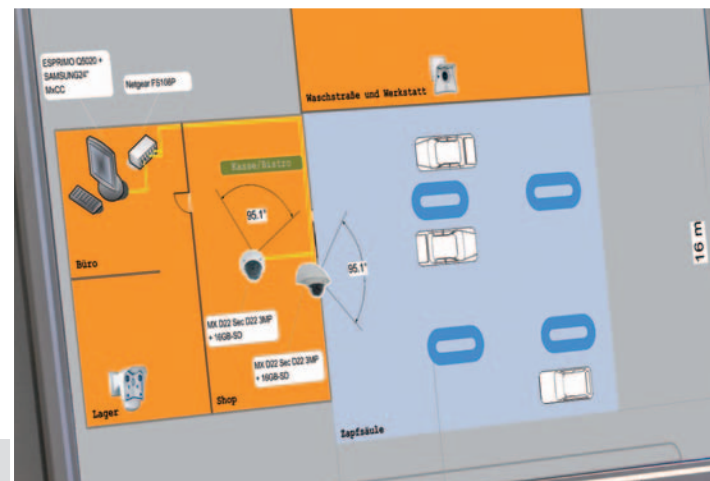 ESPRIMO Q5020 +
SAMSUNG24"
MxCC
Netgear FS108P
Waschstraße und Werkstatt
Kasse/Bistro
95.1°
95.1°
16 m
Büro
MX D22 Sec D22 3MP
+ 16GB-SD
MX D22 Sec D22 3MP
+ 16GB-SD
Lager
Shop
Zapfsäule